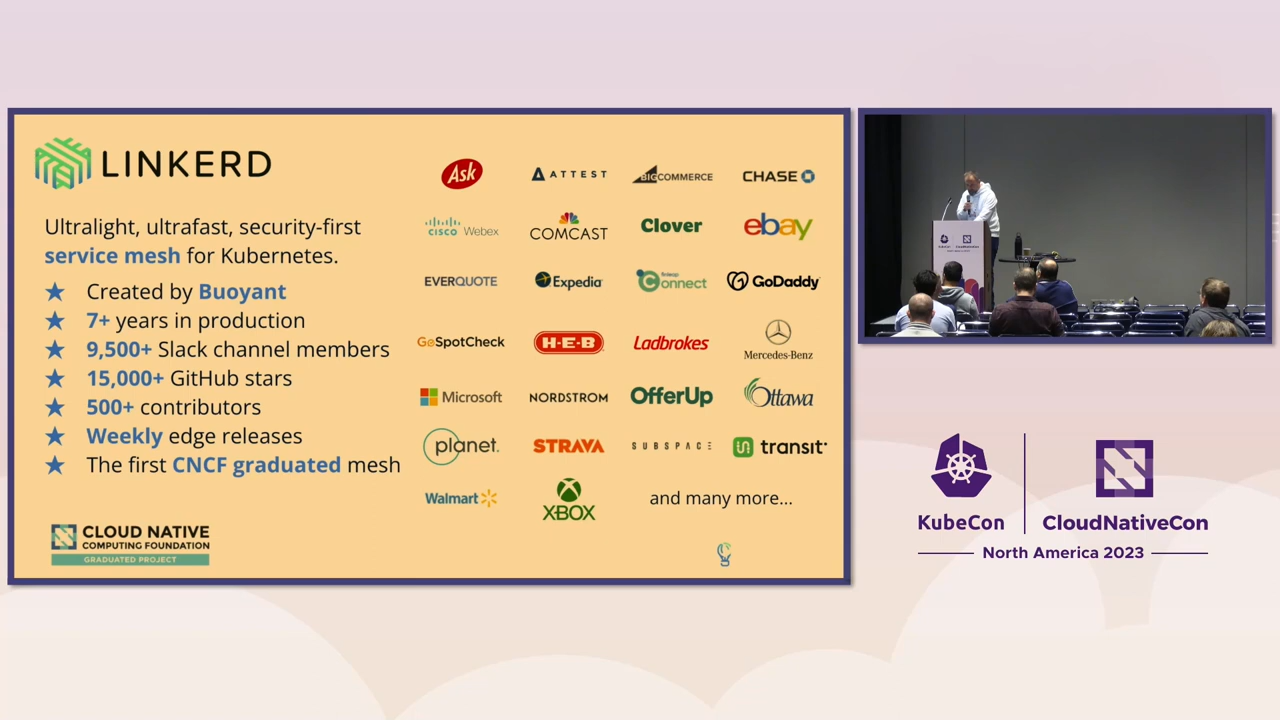 LINKERD
Ultralight, ultrafast, security-first
service mesh for Kubernetes.
★ Created by Buoyant
★ 7+ years in production
★ 9,500+ Slack channel members
★ 15,000+ GitHub stars
★ 500+ contributors
★ Weekly edge releases
★ The first CNCF graduated mesh
CLOUD NATIVE
COMPUTING FOUNDATION
GRADUATED PROJECT
Ask
ATTEST
BIGCOMMERCE
CHASE
CISCO Webex
COMCAST
Clover
ebay
EVERQUOTE
Expedia
Connect
GoDaddy
GoSpotCheck
H-E-B
Ladbrokes
Mercedes-Benz
Microsoft
NORDSTROM
OfferUp
Ottawa
planet.
STRAVA
SUBSPACE
transit
Walmart
XBOX
and many more...
KubeCon
CloudNativeCon
North America 2023